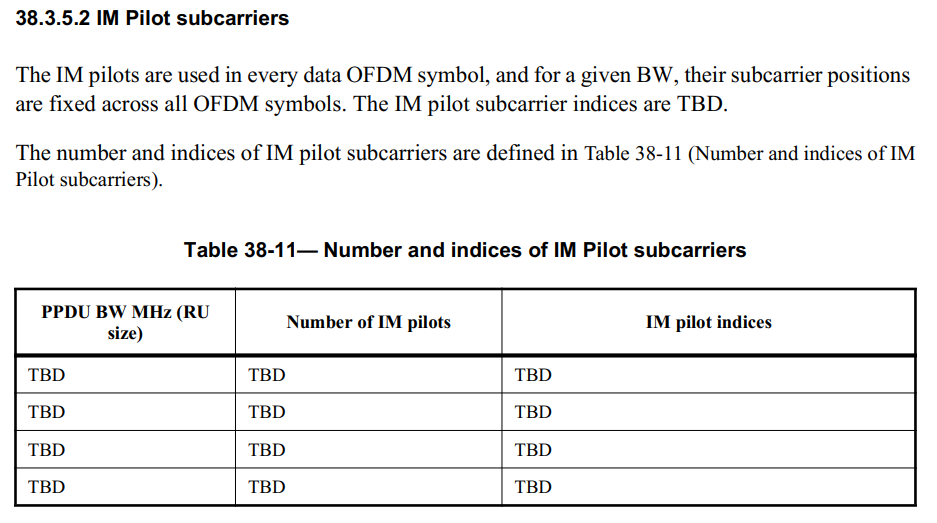 38.3.5.2 IM Pilot subcarriers
The IM pilots are used in every data OFDM symbol, and for a given BW, their subcarrier positions
are fixed across all OFDM symbols. The IM pilot subcarrier indices are TBD.
The number and indices of IM pilot subcarriers are defined in Table 38-11 (Number and indices of IM
Pilot subcarriers).
Table 38-11— Number and indices of IM Pilot subcarriers
PPDU BW MHz (RU
size)
Number of IM pilots
IM pilot indices
TBD TBD TBD
TBD TBD TBD
TBD TBD TBD
TBD TBD TBD